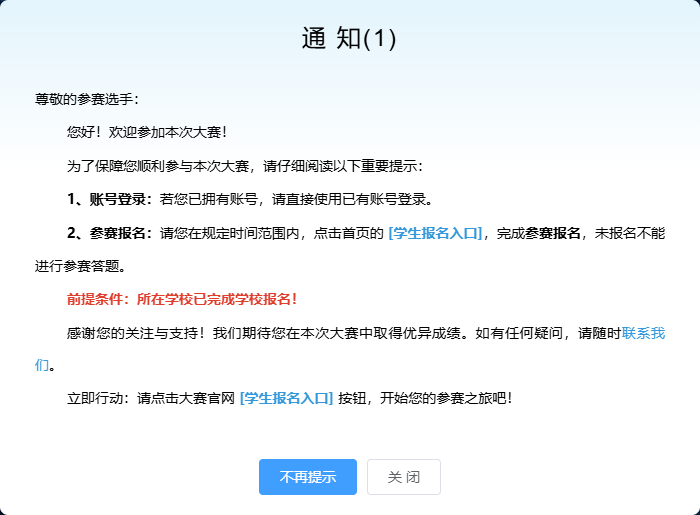 通 知(1)
尊敬的参赛选手：
您好！欢迎参加本次大赛！
为了保障您顺利参与本次大赛，请仔细阅读以下重要提示：
1、账号登录：若您已拥有账号，请直接使用已有账号登录。
2、参赛报名：请您在规定时间范围内，点击首页的 [学生报名入口]，完成参赛报名，未报名不能
进行参赛答题。
前提条件：所在学校已完成学校报名！
感谢您的关注与支持！我们期待您在本次大赛中取得优异成绩。如有任何疑问，请随时联系我
们。
立即行动：请点击大赛官网 [学生报名入口] 按钮，开始您的参赛之旅吧！
不再提示
关 闭